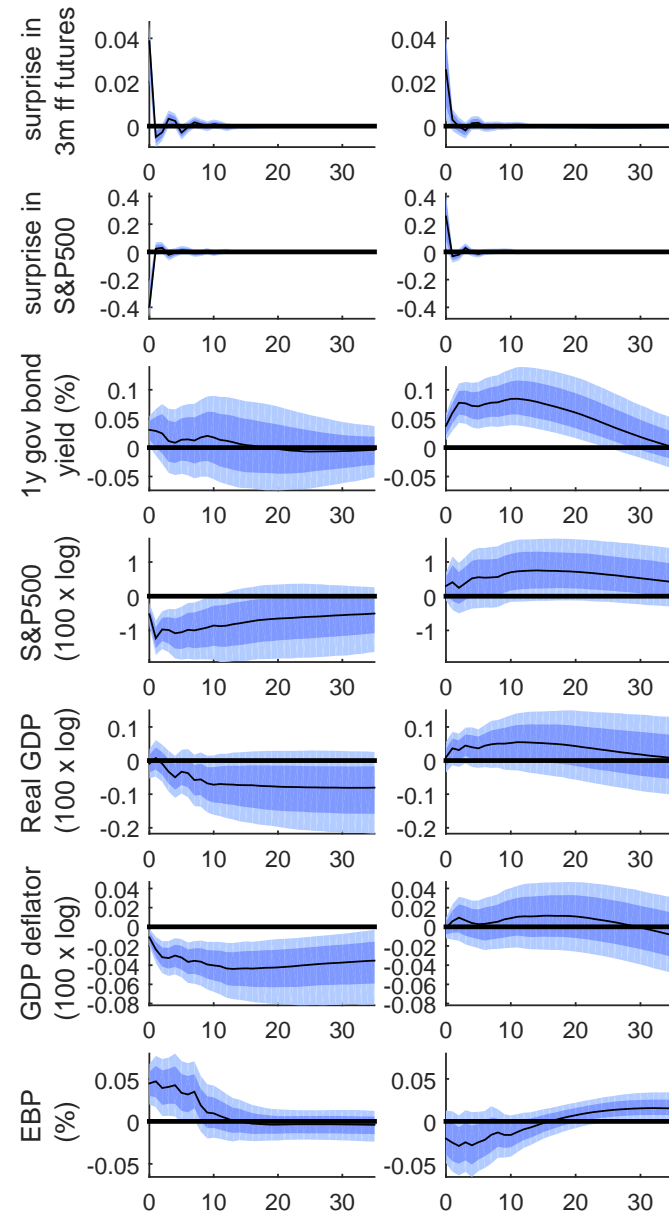 surprise in
3m ff futures
0.04
0.02
0
0 10 20 30
0.04
0.02
0
0 10 20 30
surprise in
S&P500
0.4
0.2
0
-0.2
-0.4
0 10 20 30
0.4
0.2
0
-0.2
-0.4
0 10 20 30
1y gov bond
yield (%)
0.1
0.05
0
-0.05
0 10 20 30
0.1
0.05
0
-0.05
0 10 20 30
S&P500
(100 x log)
1
0
-1
0 10 20 30
1
0
-1
0 10 20 30
Real GDP
(100 x log)
0.1
0
-0.1
-0.2
0 10 20 30
0.1
0
-0.1
-0.2
0 10 20 30
GDP deflator
(100 x log)
0.04
0.02
0
-0.02
-0.04
-0.06
-0.08
0 10 20 30
0.04
0.02
0
-0.02
-0.04
-0.06
-0.08
0 10 20 30
EBP
(%)
0.05
0
-0.05
0 10 20 30
0.05
0
-0.05
0 10 20 30